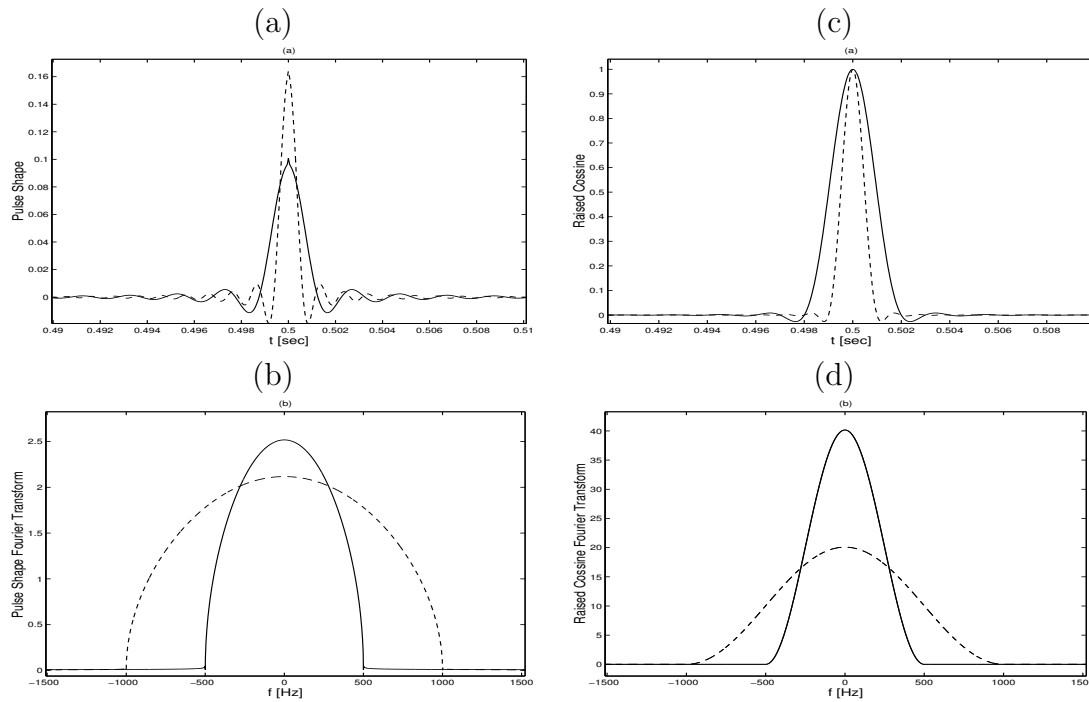 (a)
(a)
0.16
0.14
0.12
0.1
0.08
0.06
0.04
0.02
0
Pulse Shape
0.49 0.492 0.494 0.496 0.498 0.5 0.502 0.504 0.506 0.508 0.51
t [sec]
(c)
(a)
1
0.9
0.8
0.7
0.6
0.5
0.4
0.3
0.2
0.1
0
Raised Cossine
0.49 0.492 0.494 0.496 0.498 0.5 0.502 0.504 0.506 0.508
t [sec]
(b)
(b)
2.5
2
1.5
1
0.5
0
Pulse Shape Fourier Transform
−1500 −1000 −500 0 500 1000 1500
f [Hz]
(d)
(b)
40
35
30
25
20
15
10
5
0
Raised Cossine Fourier Transform
−1500 −1000 −500 0 500 1000 150
f [Hz]